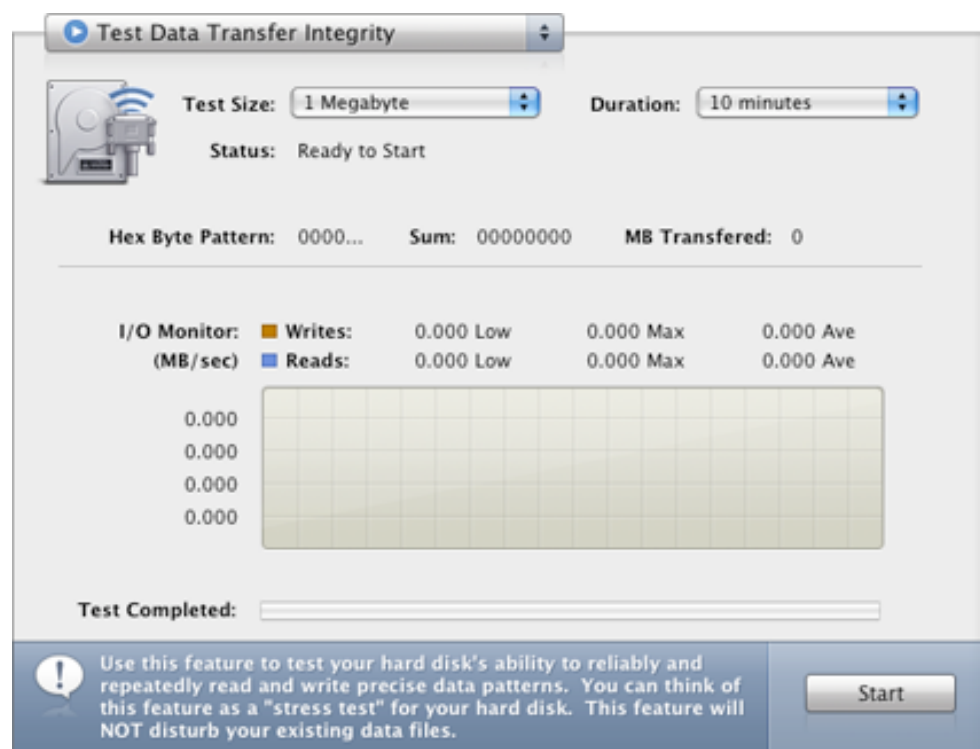 Test Data Transfer Integrity
Test Size: 1 Megabyte Duration: 10 minutes
Status: Ready to Start
Hex Byte Pattern: 0000... Sum: 00000000 MB Transfered: 0
I/O Monitor: Writes: 0.000 Low 0.000 Max 0.000 Ave
(MB/sec) Reads: 0.000 Low 0.000 Max 0.000 Ave
0.000
0.000
0.000
0.000
Test Completed:
Use this feature to test your hard disk's ability to reliably and
repeatedly read and write precise data patterns. You can think of
this feature as a "stress test" for your hard disk. This feature will
NOT disturb your existing data files.
Start